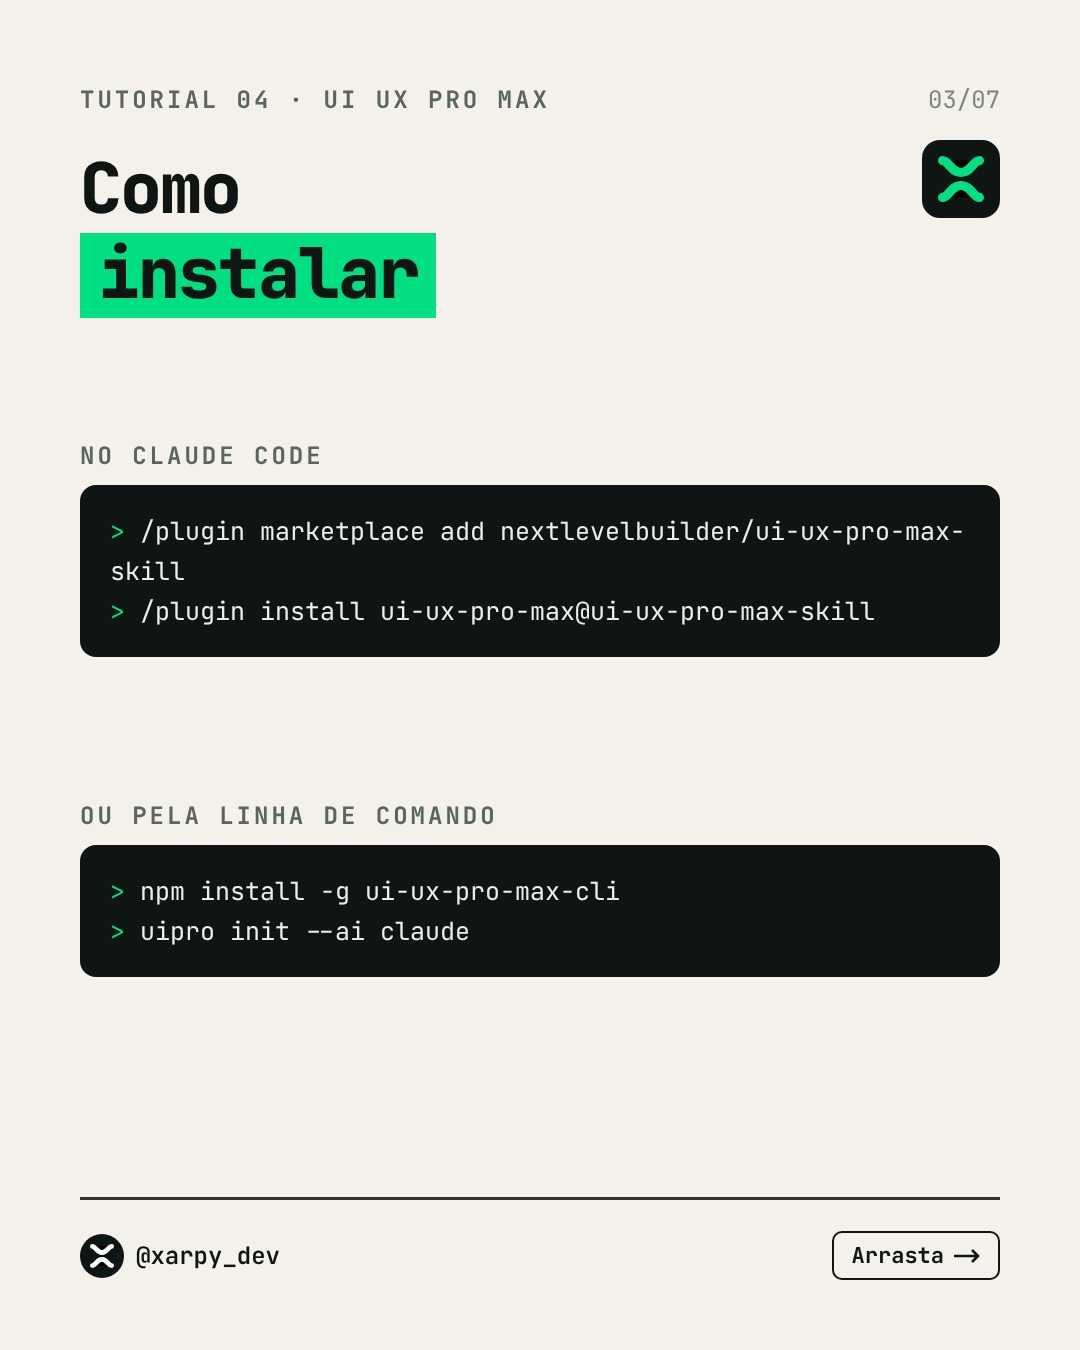 TUTORIAL 04 · UI UX PRO MAX
03/07
Como
instalar
NO CLAUDE CODE
> /plugin marketplace add nextlevelbuilder/ui-ux-pro-max-
skill
> /plugin install ui-ux-pro-max@ui-ux-pro-max-skill
OU PELA LINHA DE COMANDO
> npm install -g ui-ux-pro-max-cli
> uipro init --ai claude
@xarpy_dev
Arrasta →